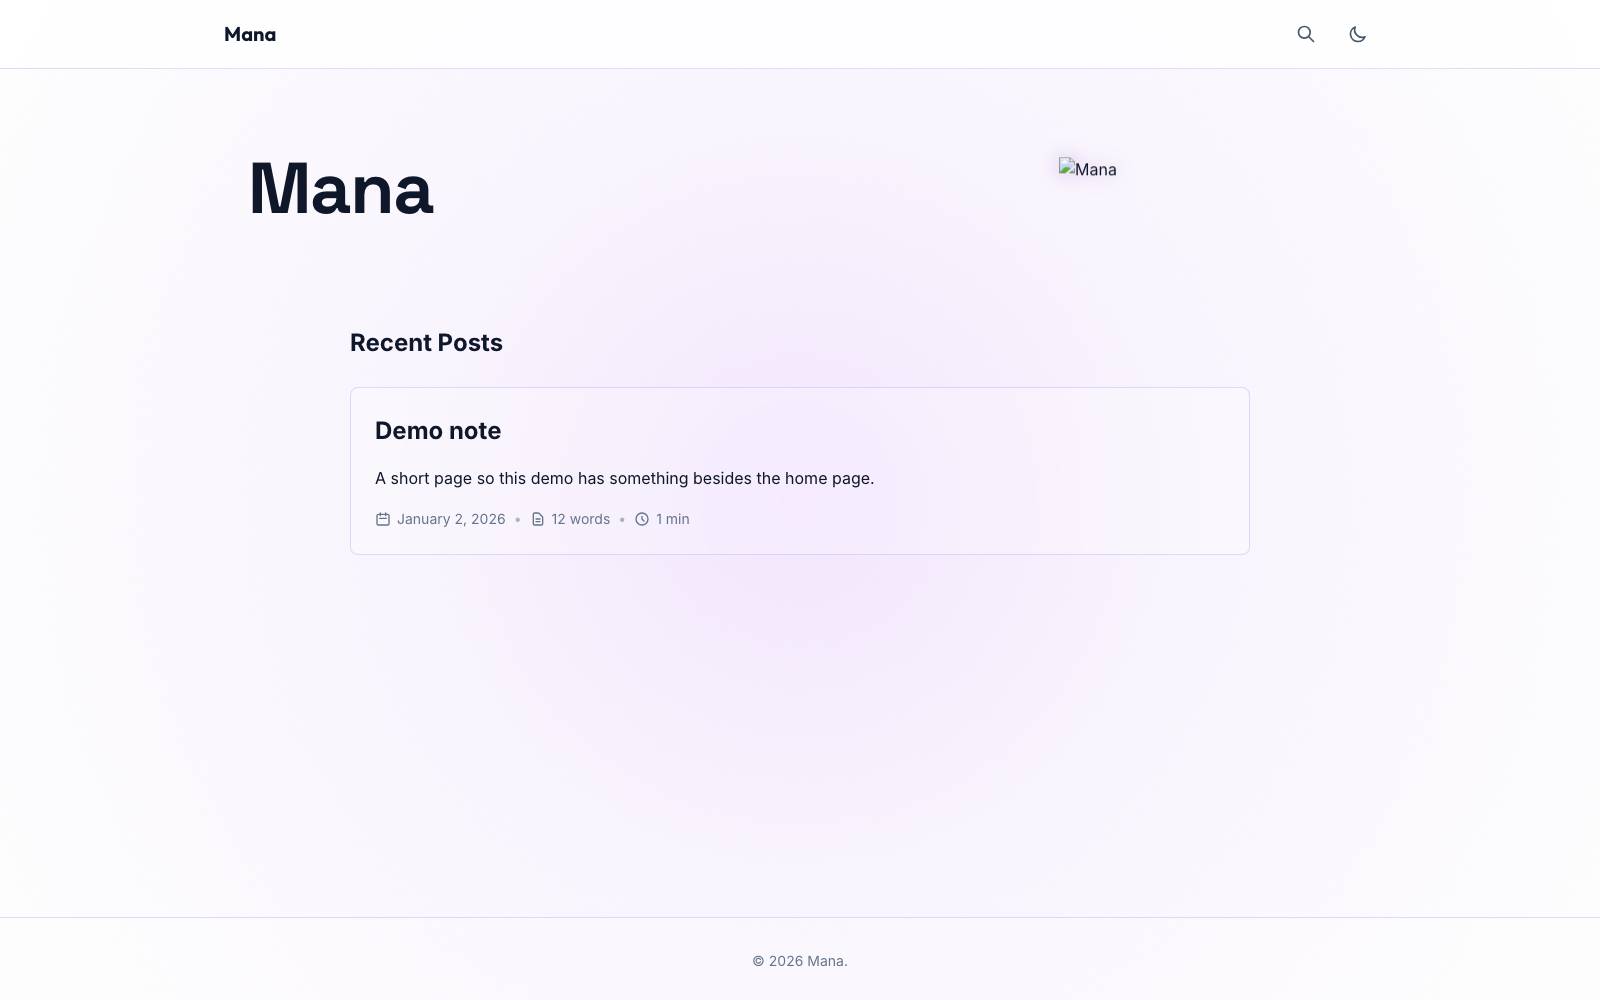 Mana
Mana
Mana
Recent Posts
Demo note
A short page so this demo has something besides the home page.
January 2, 2026 • 12 words • 1 min
© 2026 Mana.